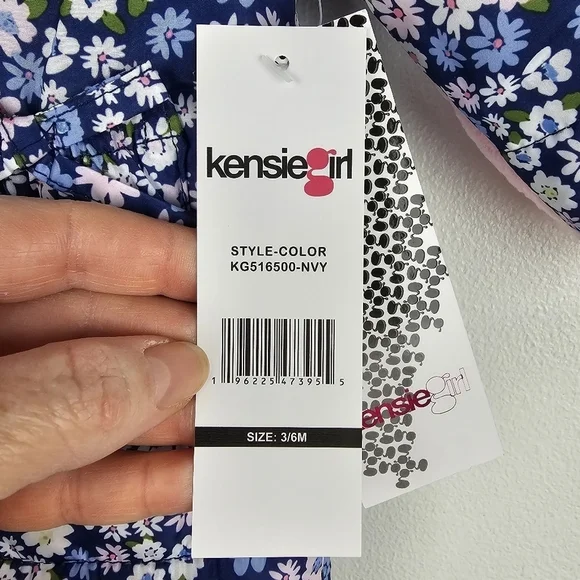 kensiegirl
STYLE-COLOR
KG516500-NVY
1 96225 47395 5
SIZE: 3/6M
kensiegirl